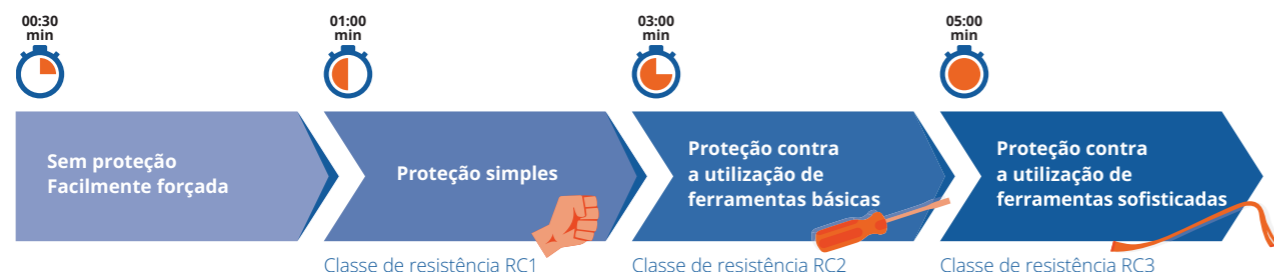 00:30
min
01:00
min
03:00
min
05:00
min
Sem proteção
Facilmente forçada
Proteção simples
Proteção contra
a utilização de
ferramentas básicas
Proteção contra
a utilização de
ferramentas sofisticadas
Classe de resistência RC1
Classe de resistência RC2
Classe de resistência RC3